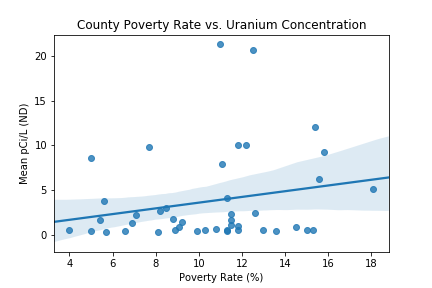 County Poverty Rate vs. Uranium Concentration
Mean pCi/L (ND)
20
15
10
5
0
4 6 8 10 12 14 16 18
Poverty Rate (%)